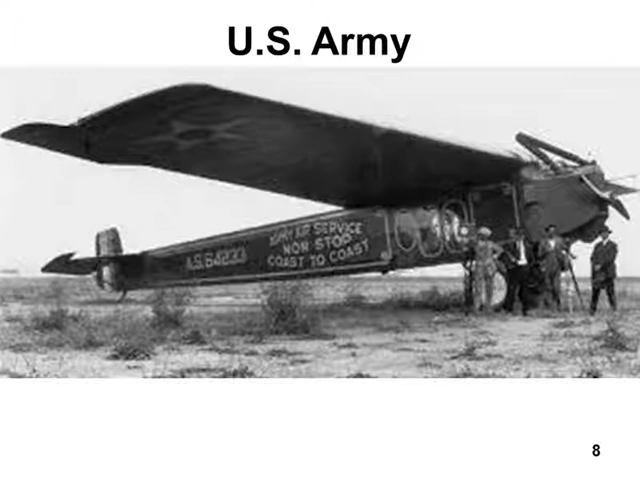 U.S. Army
ARMY AIR SERVICE
NON STOP
COAST TO COAST
A.S. 64233
8